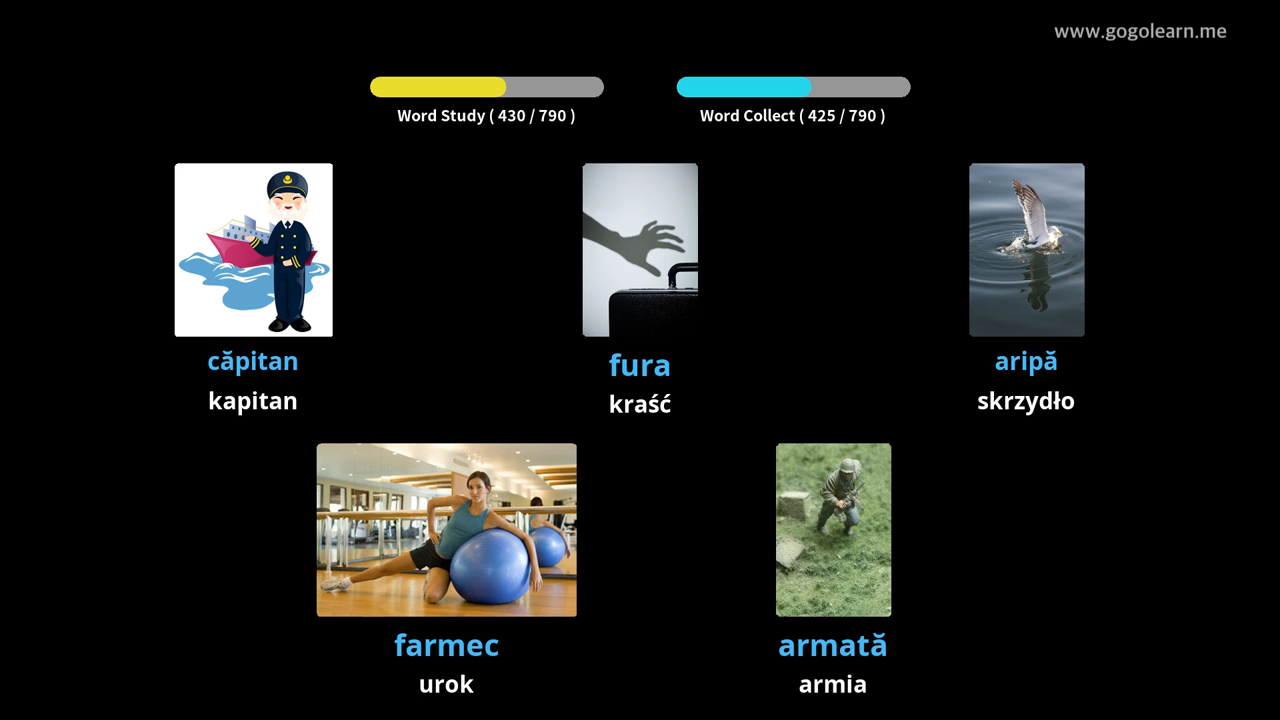 www.gogolearn.me
Word Study ( 430 / 790 )
Word Collect ( 425 / 790 )
căpitan
kapitan
fura
kraść
aripă
skrzydło
farmec
urok
armată
armia